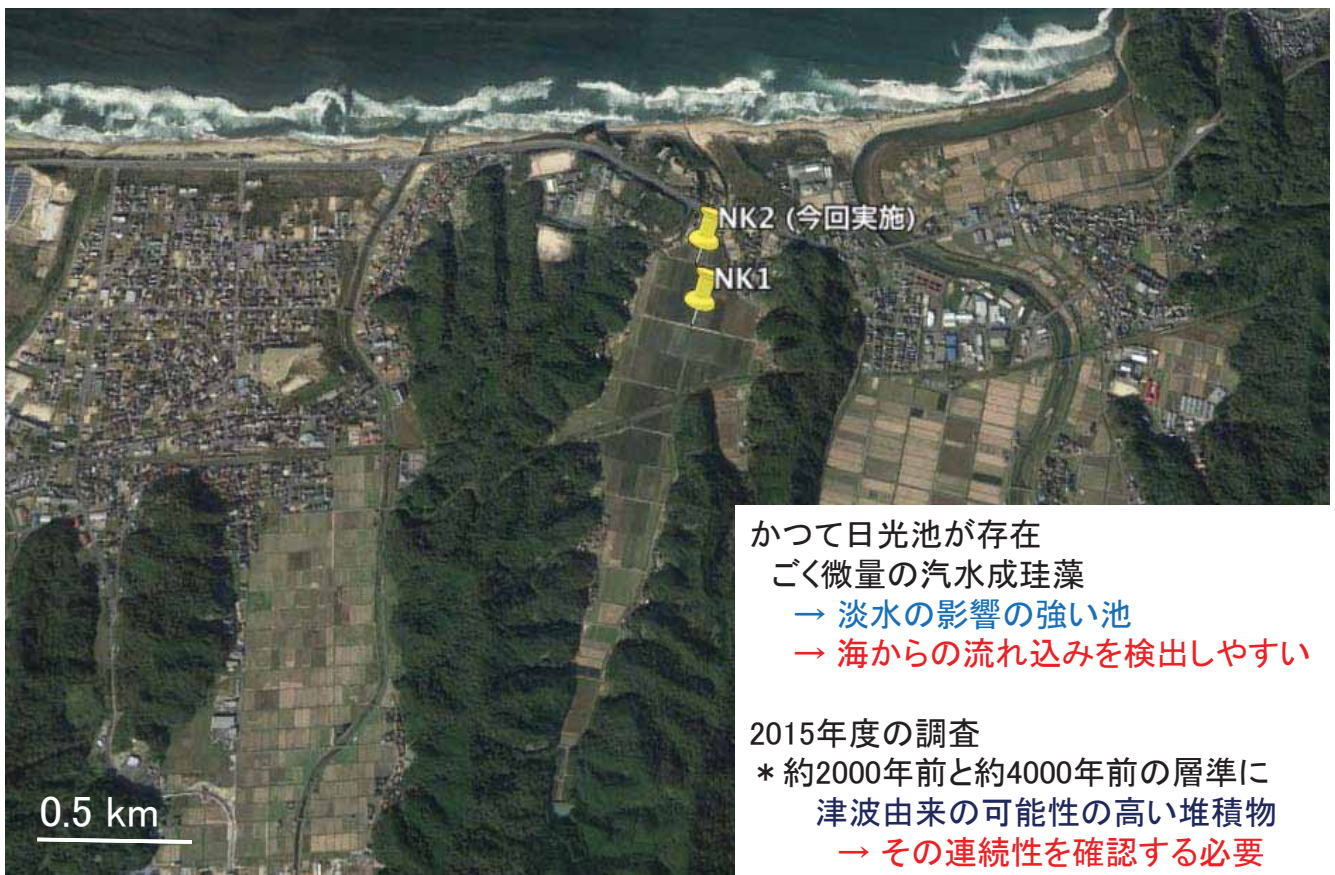 NK2 (今回実施)
NK1
0.5 km
かつて日光池が存在
ごく微量の汽水成珪藻
→ 淡水の影響の強い池
→ 海からの流れ込みを検出しやすい
2015年度の調査
* 約2000年前と約4000年前の層準に
津波由来の可能性の高い堆積物
→ その連続性を確認する必要